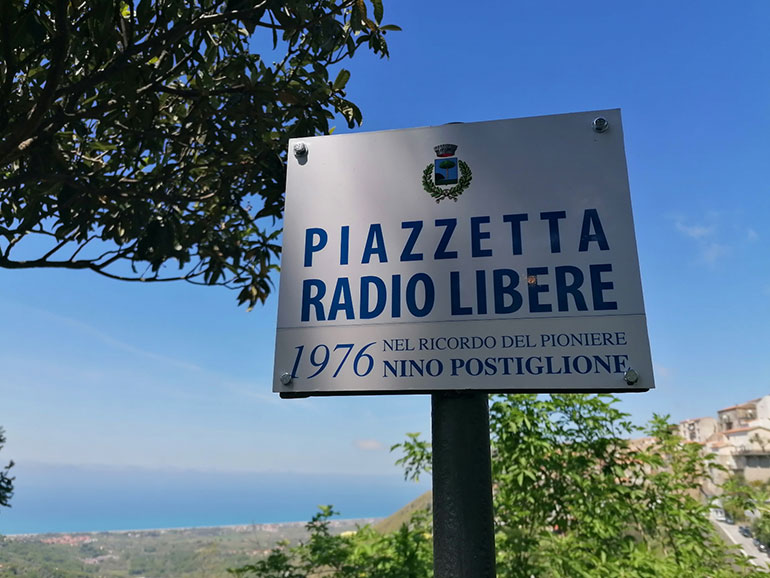 PIAZZETTA
RADIO LIBERE
1976 NEL RICORDO DEL PIONIERE
NINO POSTIGLIONE